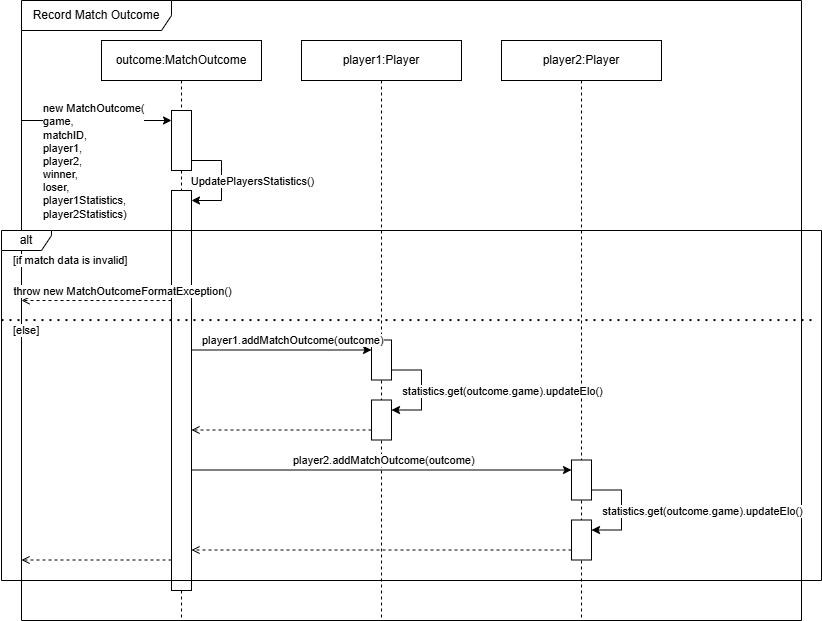 Record Match Outcome
outcome:MatchOutcome
player1:Player
player2:Player
new MatchOutcome(
game,
matchID,
player1,
player2,
winner,
loser,
player1Statistics,
player2Statistics)
UpdatePlayersStatistics()
alt
[if match data is invalid]
throw new MatchOutcomeFormatException()
[else]
player1.addMatchOutcome(outcome)
statistics.get(outcome.game).updateElo()
player2.addMatchOutcome(outcome)
statistics.get(outcome.game).updateElo()